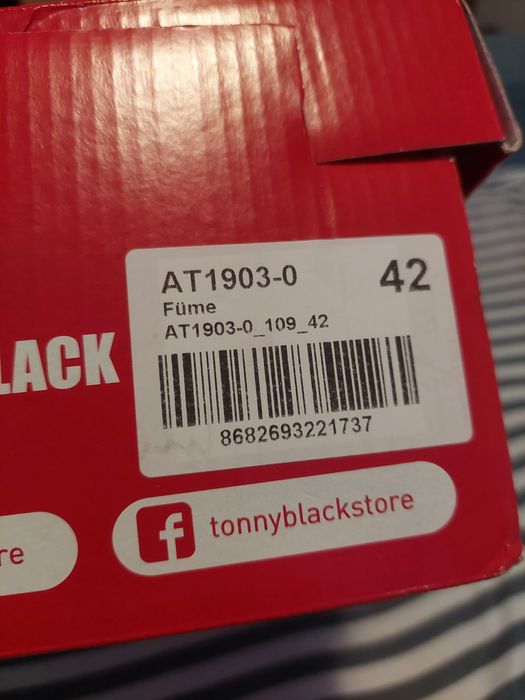 AT1903-0 42
Füme
AT1903-0_109_42
LACK
8682693221737
tonnyblackstore
re